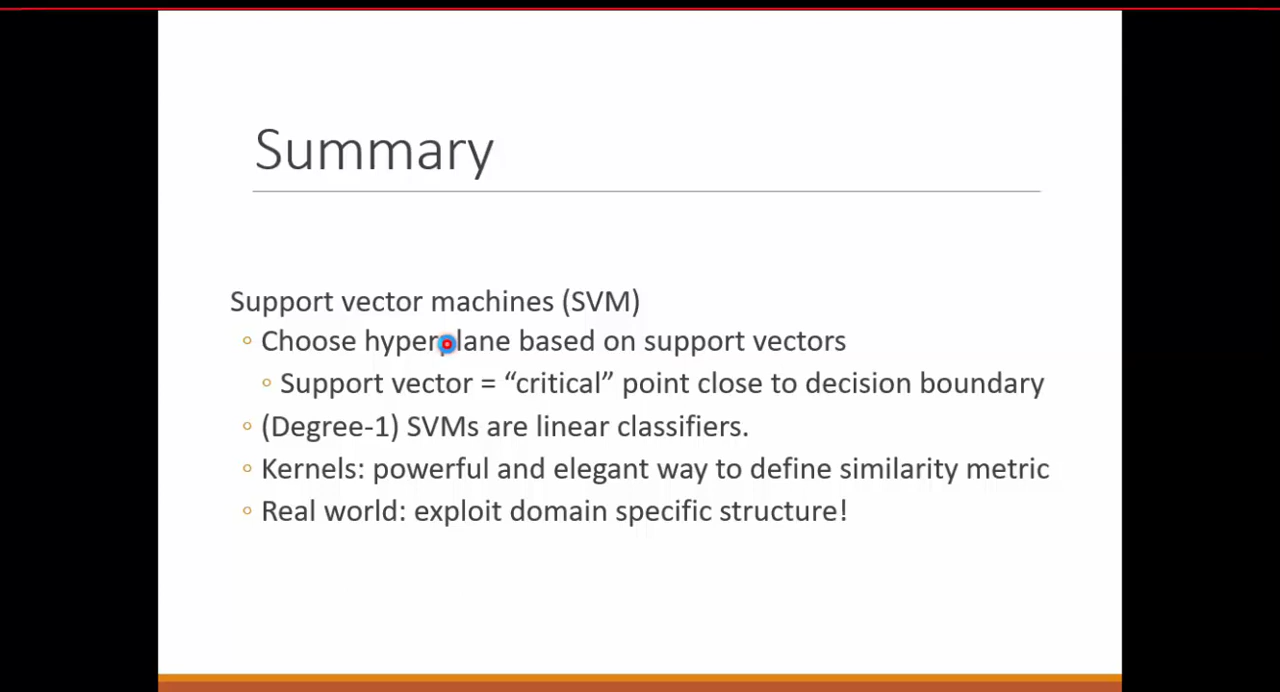 Summary
Support vector machines (SVM)
◦ Choose hyperplane based on support vectors
◦ Support vector = “critical” point close to decision boundary
◦ (Degree-1) SVMs are linear classifiers.
◦ Kernels: powerful and elegant way to define similarity metric
◦ Real world: exploit domain specific structure!